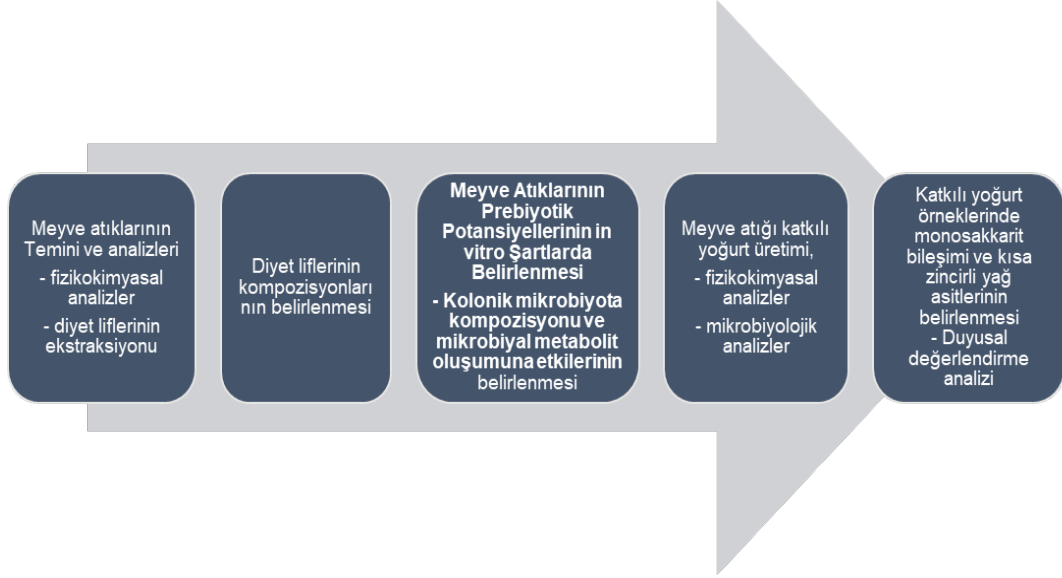 Meyve atıklarının
Temini ve analizleri
- fizikokimyasal
analizler
- diyet liflerinin
ekstraksiyonu
Diyet liflerinin
kompozisyonları
nın belirlenmesi
Meyve Atıklarının
Prebiyotik
Potansiyellerinin in
vitro Şartlarda
Belirlenmesi
- Kolonik mikrobiyota
kompozisyonu ve
mikrobiyal metabolit
oluşumuna etkilerinin
belirlenmesi
Meyve atığı katkılı
yoğurt üretimi,
- fizikokimyasal
analizler
- mikrobiyolojik
analizler
Katkılı yoğurt
örneklerinde
monosakkarit
bileşimi ve kısa
zincirli yağ
asitlerinin
belirlenmesi
- Duyusal
değerlendirme
analizi